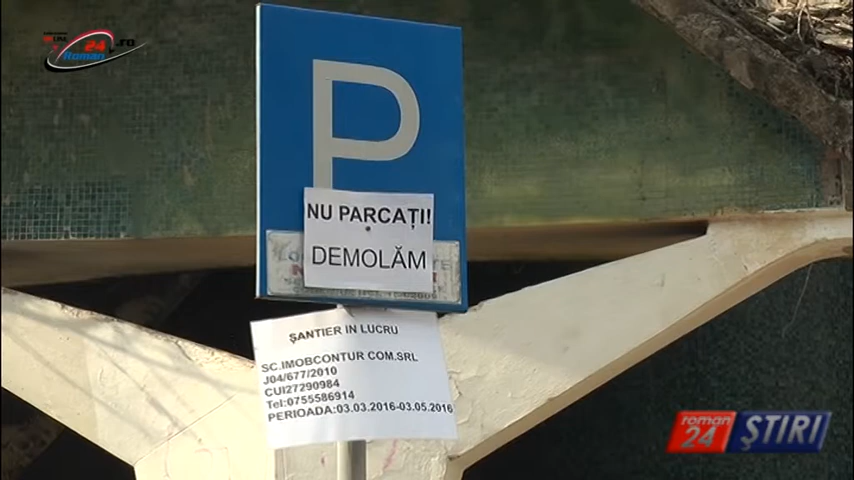 Roman 24 .ro
P
NU PARCAȚI!
DEMOLĂM
ŞANTIER IN LUCRU
SC.IMOBCONTUR COM.SRL
J04/677/2010
CUI27290984
Tel:0755586914
PERIOADA:03.03.2016-03.05.2016
roman
24 ȘTIRI